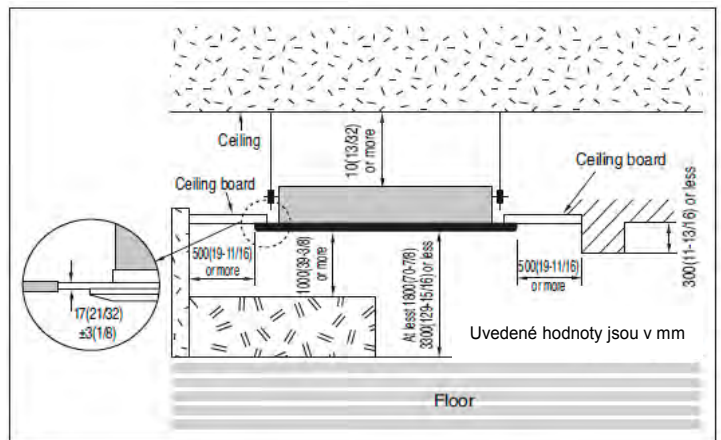 Ceiling
10(13/32)
or more
Ceiling board
Ceiling board
300(11-13/16) or less
500(19-11/16)
or more
1000(39-3/8)
or more
At least 1800(70-7/8)
3300(129-15/16) or less
500(19-11/16)
or more
17(21/32)
±3(1/8)
Uvedené hodnoty jsou v mm
Floor